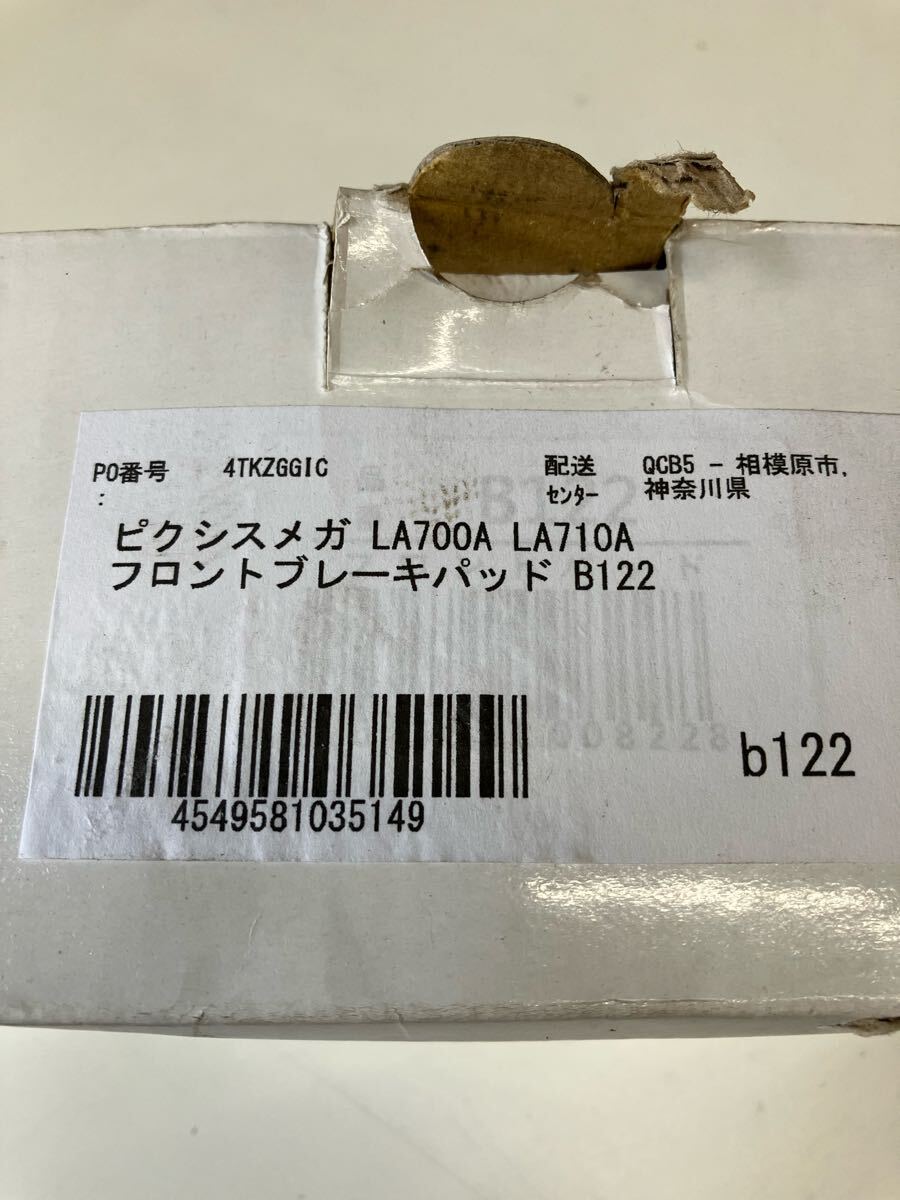 PO番号 4TKZGGIC 配送 QCB5 - 相模原市,
: センター 神奈川県
ピクシスメガ LA700A LA710A
フロントブレーキパッド B122
4549581035149
b122